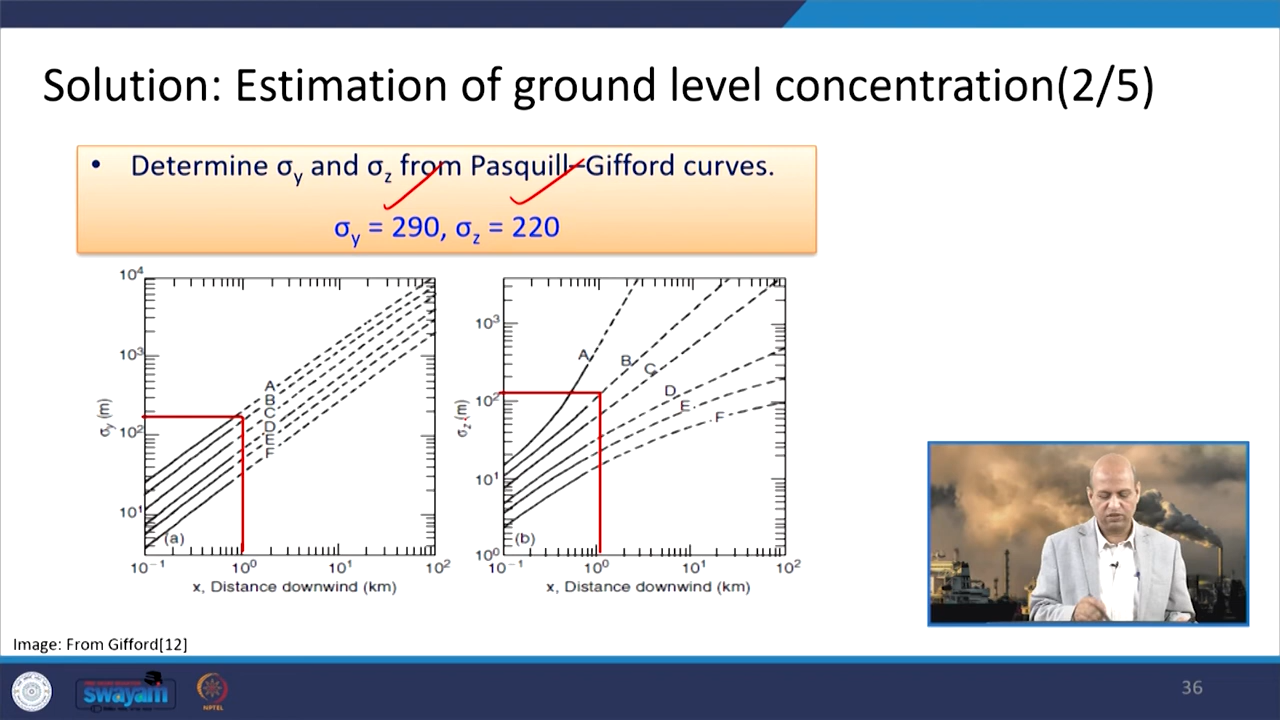 Solution: Estimation of ground level concentration(2/5)
• Determine σy and σz from Pasquill–Gifford curves.
σy = 290, σz = 220
10⁴
10³
10²
10¹
σy (m)
A
B
C
D
E
F
(a)
10⁻¹ 10⁰ 10¹ 10²
x, Distance downwind (km)
10³
10²
10¹
10⁰
σz (m)
A
B
C
D
E
F
(b)
10⁻¹ 10⁰ 10¹ 10²
x, Distance downwind (km)
Image: From Gifford[12]
swayam
NPTEL
36